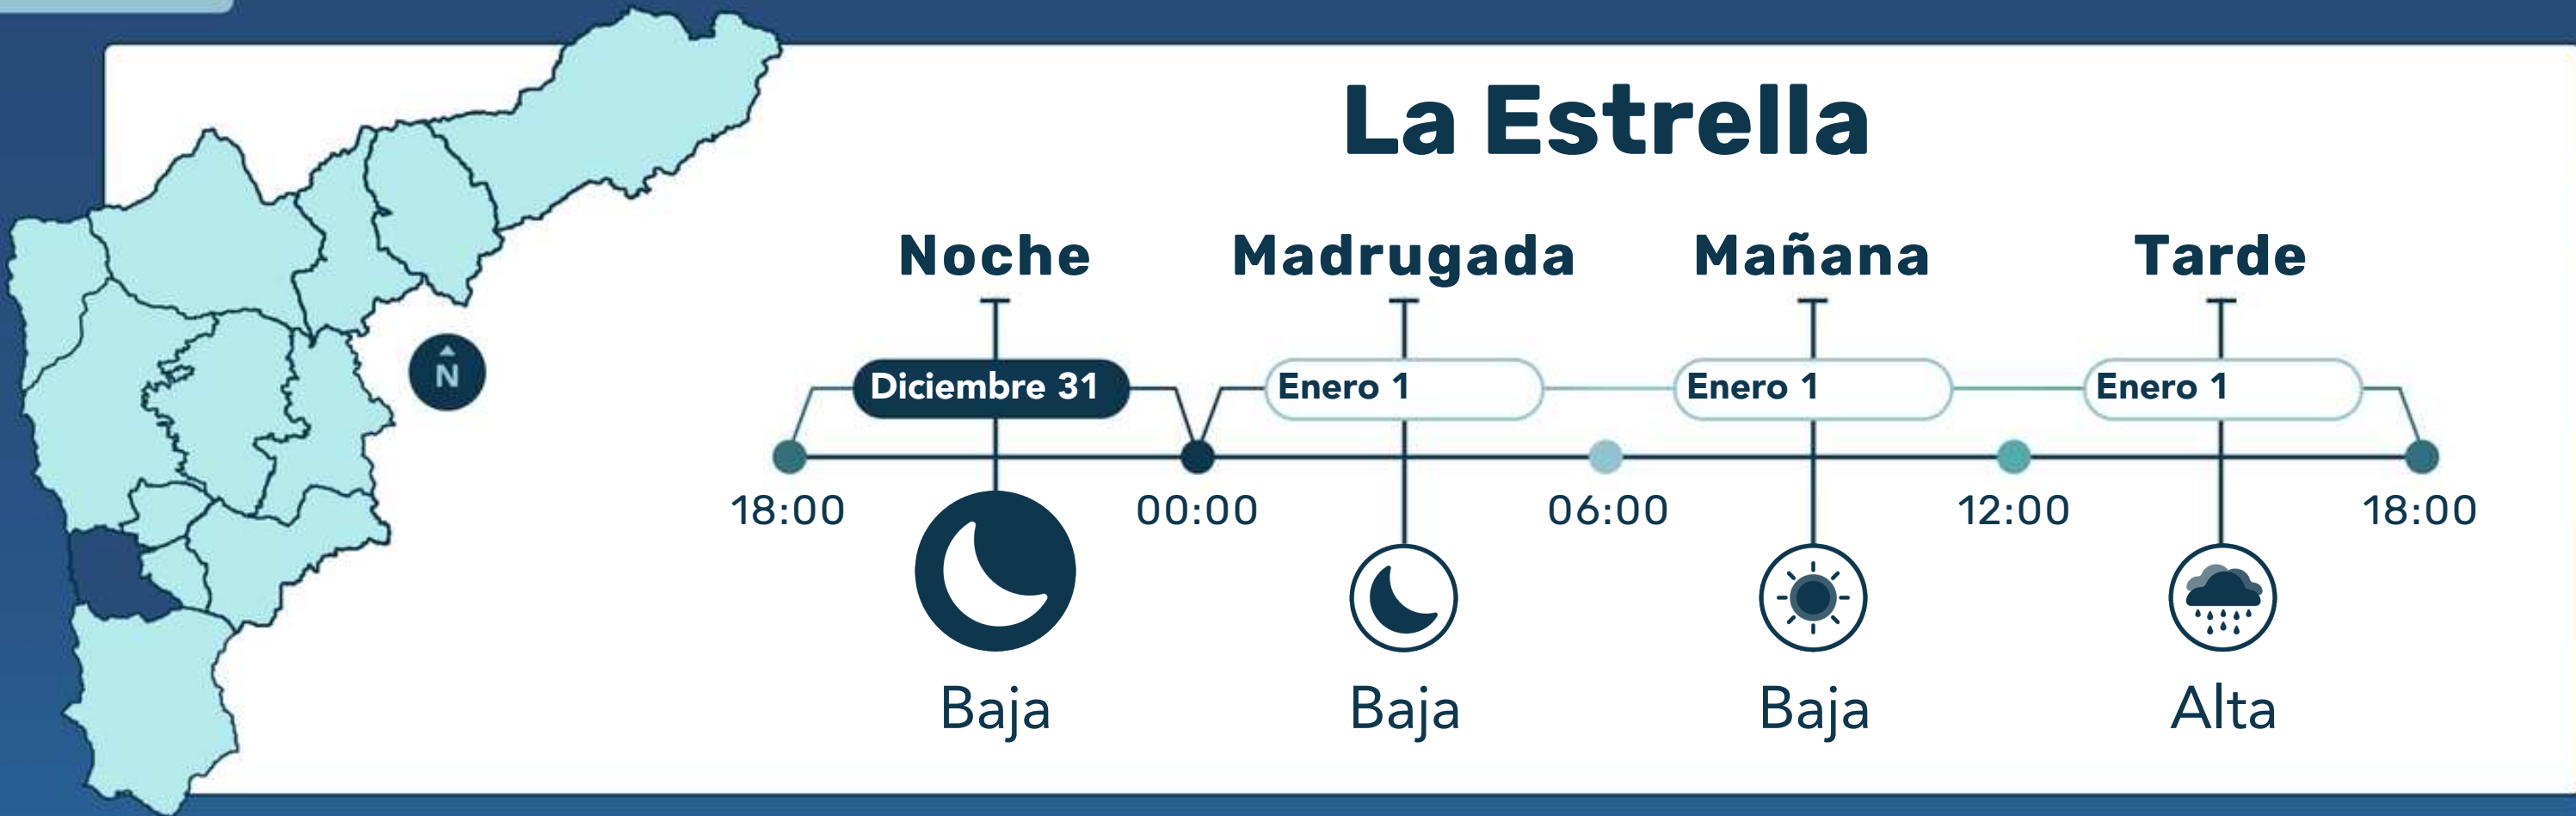 La Estrella
Noche Madrugada Mañana Tarde
N
Diciembre 31 Enero 1 Enero 1 Enero 1
18:00 00:00 06:00 12:00 18:00
Baja Baja Baja Alta